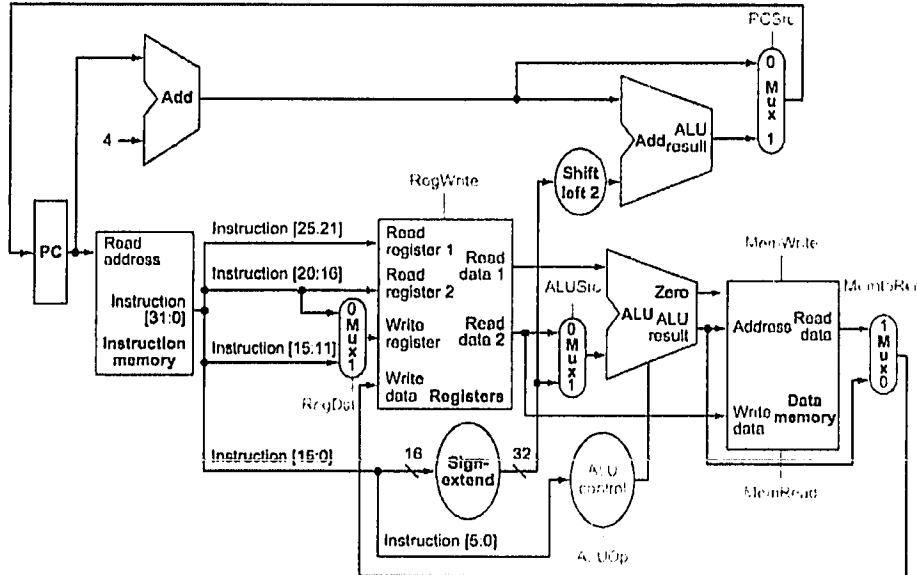 PCSrc
0
Mux
1
Add
4
Add ALU result
Shift left 2
RegWrite
PC
Read address
Instruction [31:0]
Instruction memory
Instruction [25:21]
Instruction [20:16]
Instruction [15:11]
Instruction [15:0]
Instruction [5:0]
0
Mux
1
RegDst
Read register 1
Read register 2
Write register
Write data
Read data 1
Read data 2
Registers
ALUSrc
0
Mux
1
Zero
ALU ALU result
MemWrite
Address
Read data
Write data
Data memory
MemRead
MemtoReg
1
Mux
0
16
Sign-extend
32
ALU control
ALUOp